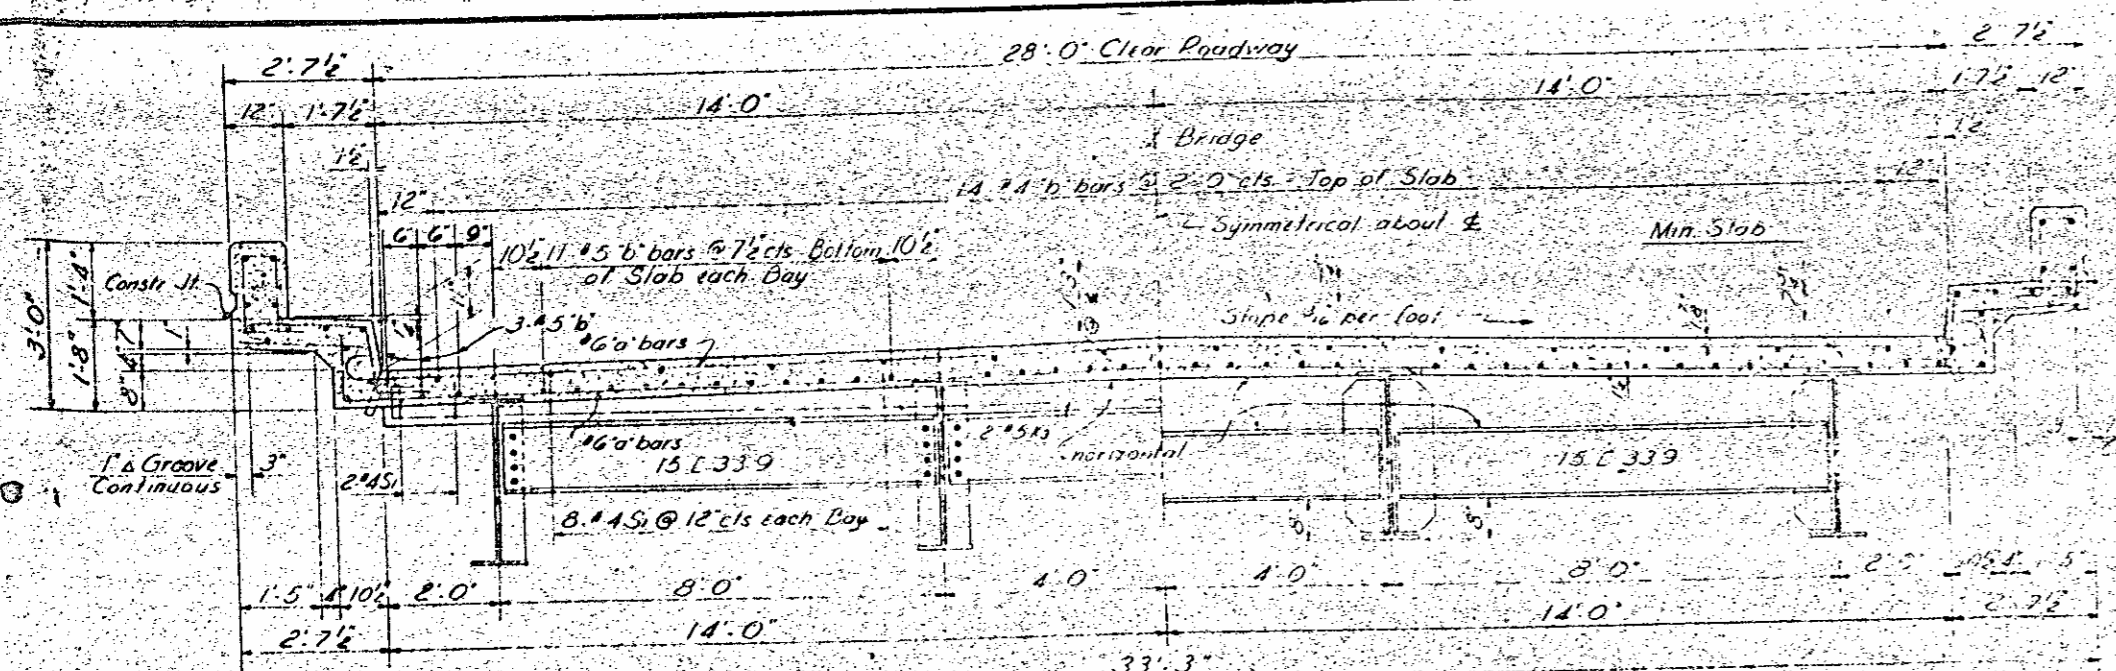 2'-7½"
28'-0" Clear Roadway
2'-7½"
12"
1'-7½"
14'-0"
14'-0"
1'-7½"
12"
1½"
Bridge
1½"
12"
14 #4 "b" bars @ 2'-0 cts. Top of Slab
12"
6" 6" 9"
Symmetrical about ℄
Min. Slab
10½" 11 #5 "b" bars @ 7½" cts Bottom 10½"
of Slab each Bay
Constr. Jt.
3'-0"
1'-4"
1'-8"
3-#5 "b"
Slope 3/16 per foot
#6 "a" bars
#6 "a" bars
2-#5
horizontal
15 [ 33.9
15 [ 33.9
1" Δ Groove
Continuous
3"
2-#4S1
8-#4S1 @ 12" cts each Bay
1'-5" 4" 10½" 2'-0" 8'-0" 4'-0" 4'-0" 8'-0" 2'-0"
2'-7½"
14'-0"
14'-0"
2'-7½"
33'-3"